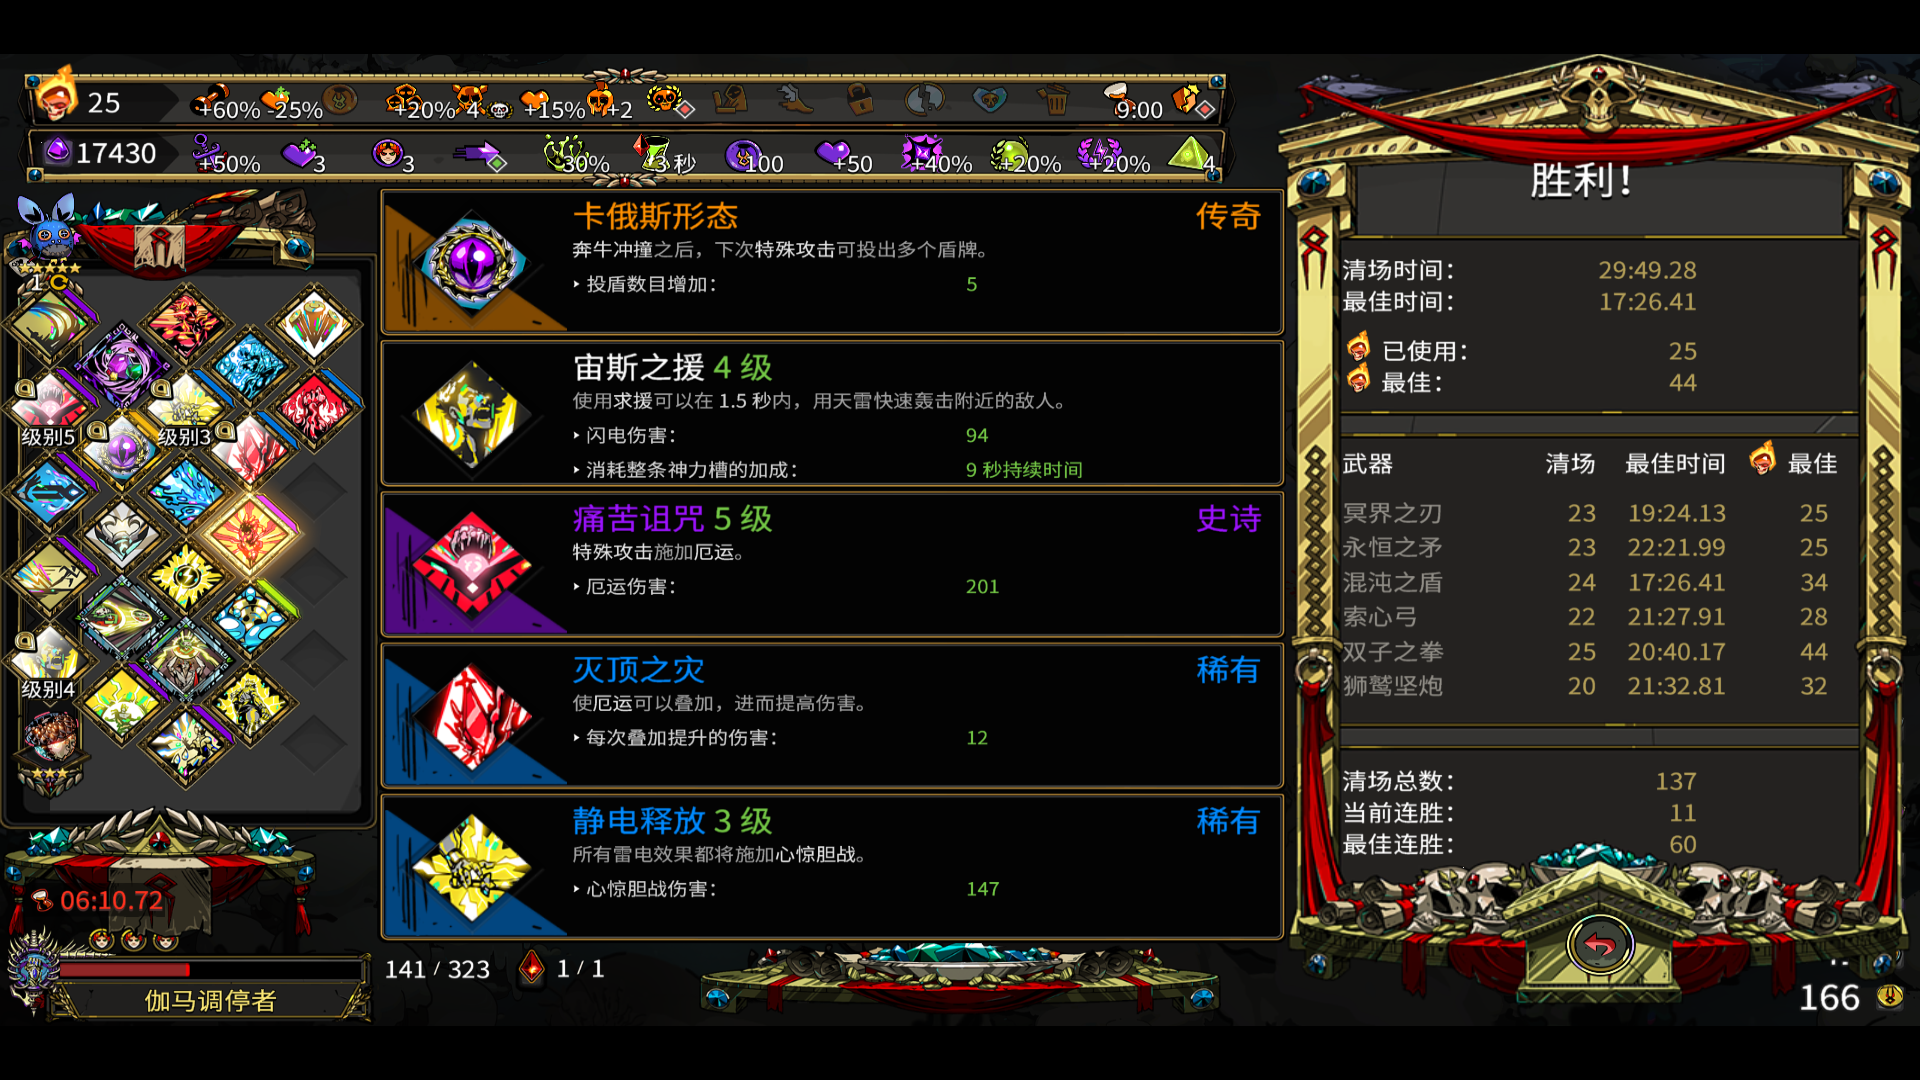 25
+60%
-25%
+20%
4
+15%
+2
9:00
17430
+50%
3
3
30%
3 秒
100
+50
+40%
+20%
+20%
4
1
级别5
级别3
级别4
06:10.72
伽马调停者
卡俄斯形态
传奇
奔牛冲撞之后，下次特殊攻击可投出多个盾牌。
投盾数目增加： 5
宙斯之援 4 级
使用求援可以在 1.5 秒内，用天雷快速轰击附近的敌人。
闪电伤害： 94
消耗整条神力槽的加成： 9 秒持续时间
痛苦诅咒 5 级
史诗
特殊攻击施加厄运。
厄运伤害： 201
灭顶之灾
稀有
使厄运可以叠加，进而提高伤害。
每次叠加提升的伤害： 12
静电释放 3 级
稀有
所有雷电效果都将施加心惊胆战。
心惊胆战伤害： 147
141 / 323
1 / 1
胜利！
清场时间： 29:49.28
最佳时间： 17:26.41
已使用： 25
最佳： 44
武器 清场 最佳时间 最佳
冥界之刃 23 19:24.13 25
永恒之矛 23 22:21.99 25
混沌之盾 24 17:26.41 34
索心弓 22 21:27.91 28
双子之拳 25 20:40.17 44
狮鹫坚炮 20 21:32.81 32
清场总数： 137
当前连胜： 11
最佳连胜： 60
166